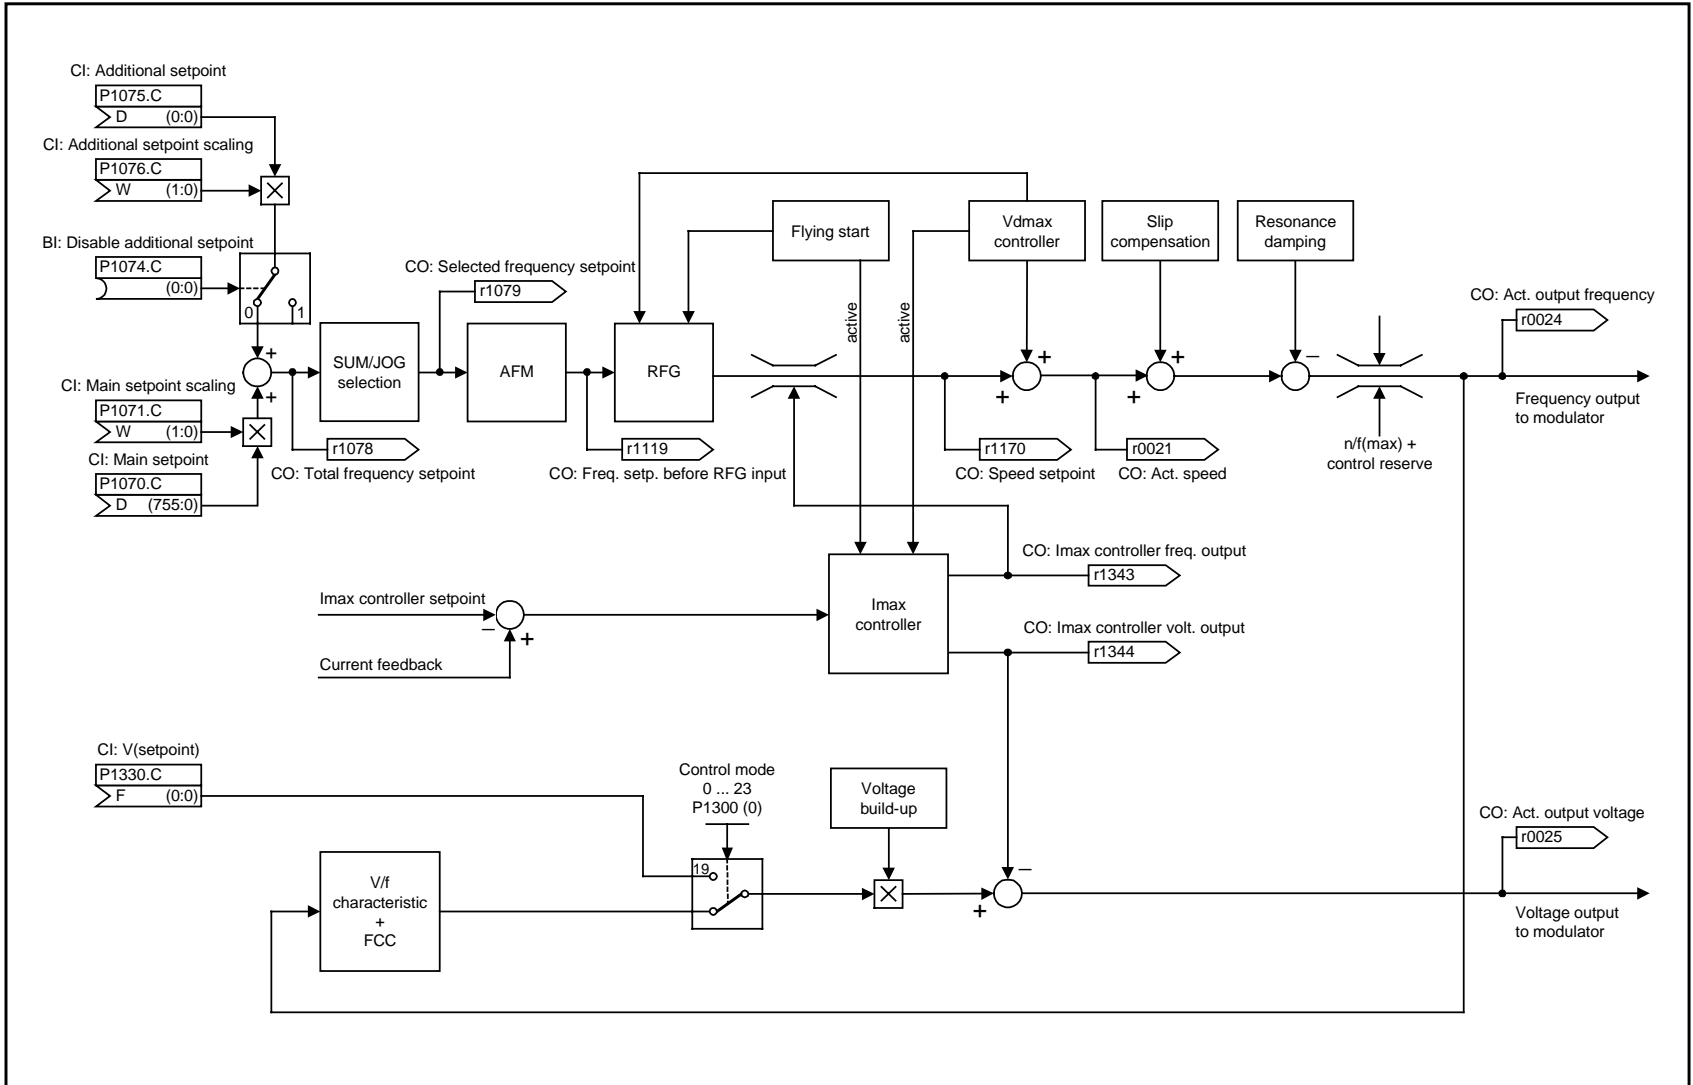 CI: Additional setpoint
P1075.C
D (0:0)
CI: Additional setpoint scaling
P1076.C
W (1:0)
BI: Disable additional setpoint
P1074.C
(0:0)
0
1
+
+
CI: Main setpoint scaling
P1071.C
W (1:0)
CI: Main setpoint
P1070.C
D (755:0)
SUM/JOG
selection
r1078
CO: Total frequency setpoint
CO: Selected frequency setpoint
r1079
AFM
r1119
CO: Freq. setp. before RFG input
RFG
Flying start
active
active
Vdmax
controller
+
+
r1170
CO: Speed setpoint
Slip
compensation
+
+
r0021
CO: Act. speed
Resonance
damping
–
n/f(max) +
control reserve
CO: Act. output frequency
r0024
Frequency output
to modulator
Imax controller setpoint
–
+
Current feedback
Imax
controller
CO: Imax controller freq. output
r1343
CO: Imax controller volt. output
r1344
CI: V(setpoint)
P1330.C
F (0:0)
Control mode
0 ... 23
P1300 (0)
19
V/f
characteristic
+
FCC
Voltage
build-up
–
+
CO: Act. output voltage
r0025
Voltage output
to modulator